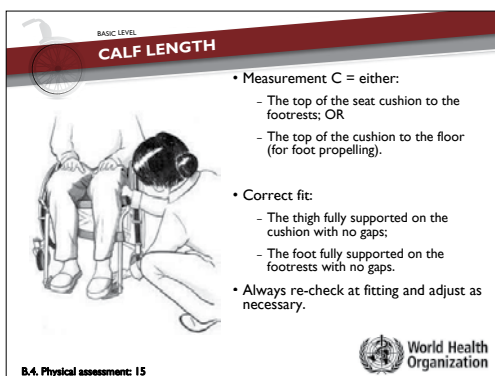 BASIC LEVEL
CALF LENGTH
• Measurement C = either:
– The top of the seat cushion to the
footrests; OR
– The top of the cushion to the floor
(for foot propelling).
• Correct fit:
– The thigh fully supported on the
cushion with no gaps;
– The foot fully supported on the
footrests with no gaps.
• Always re-check at fitting and adjust as
necessary.
World Health
Organization
B.4. Physical assessment: 15